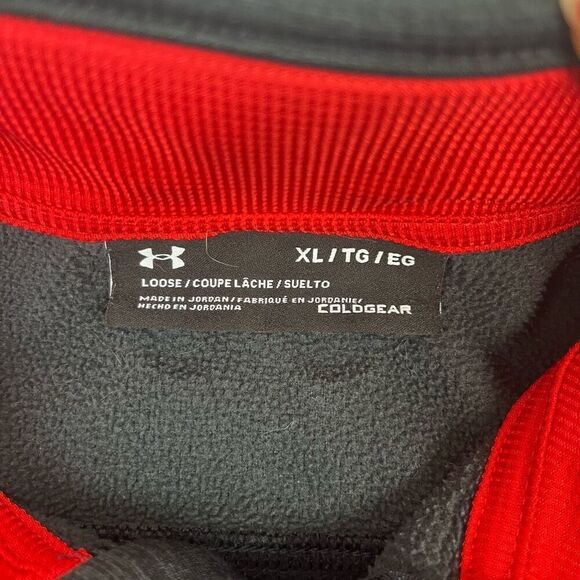 XL/TG/EG
LOOSE/COUPE LÂCHE/SUELTO
MADE IN JORDAN/FABRIQUÉ EN JORDANIE/
HECHO EN JORDANIA
COLDGEAR